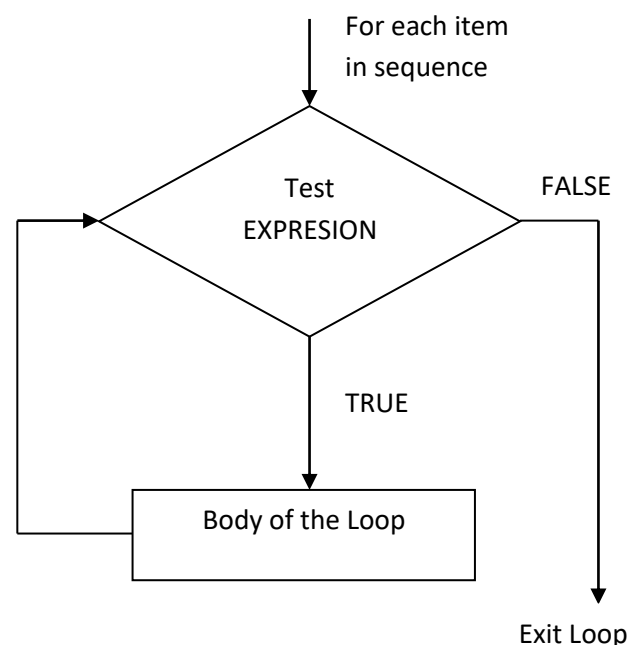 For each item
in sequence
Test
EXPRESION
FALSE
TRUE
Body of the Loop
Exit Loop